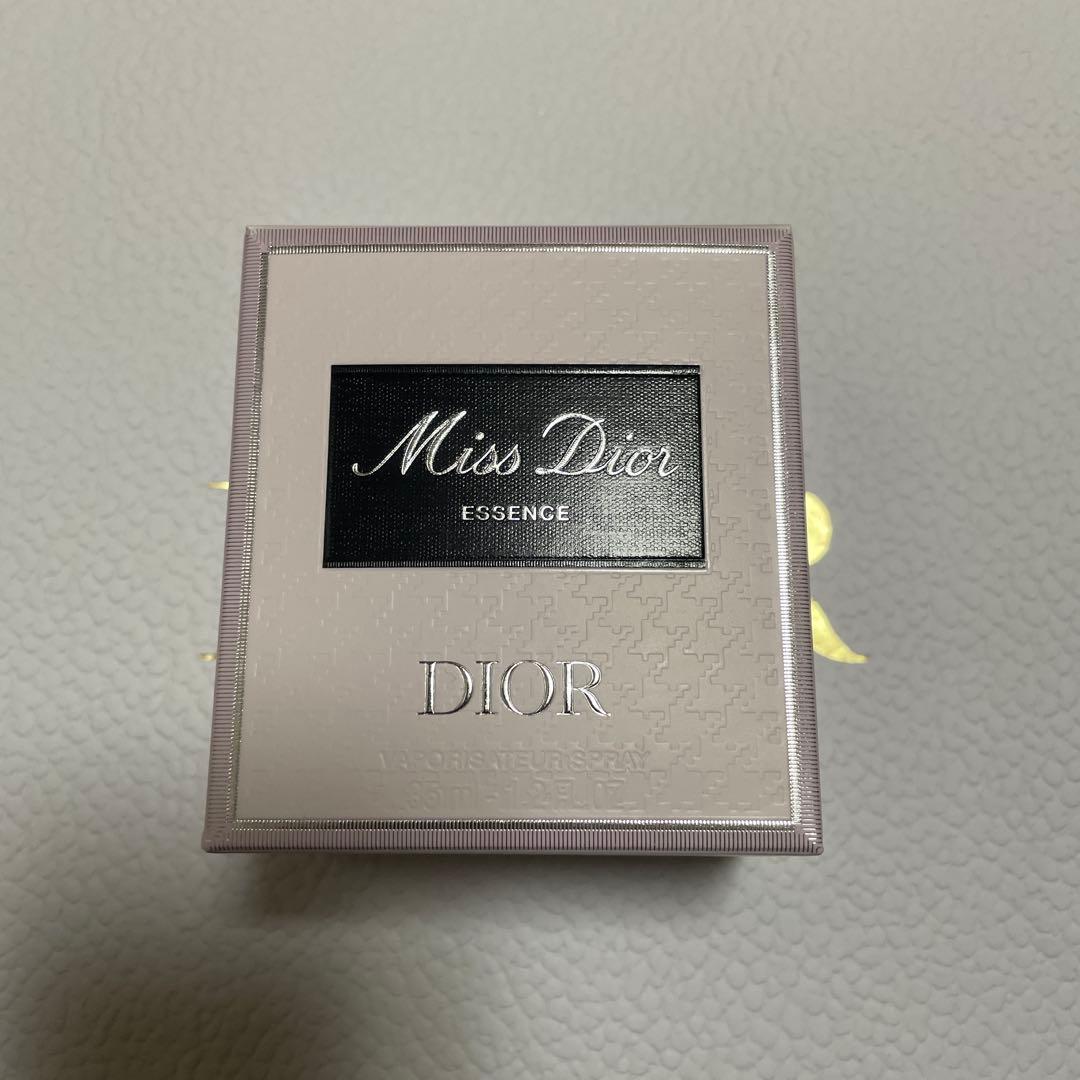 Miss Dior
ESSENCE
DIOR
VAPORISATEUR SPRAY
35 ml - 1.2 Fl. oz